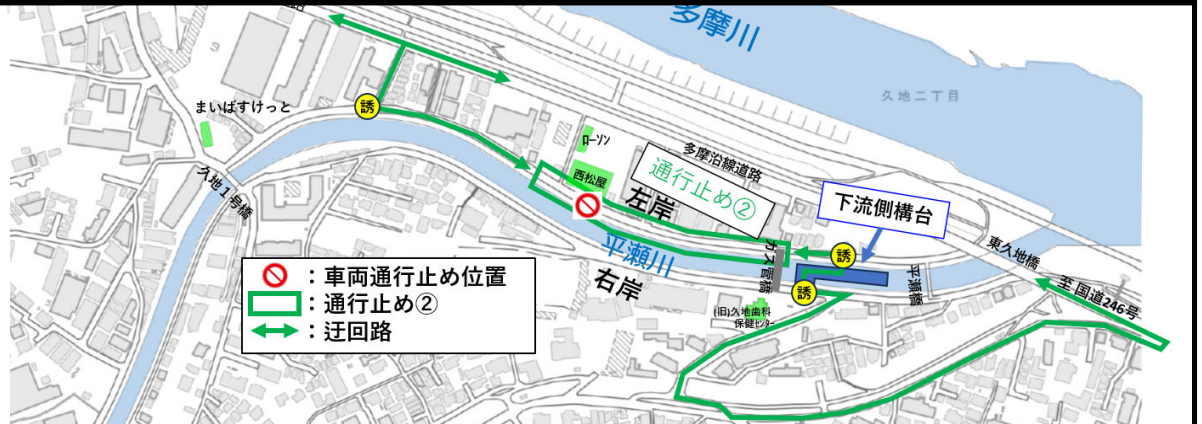 多摩川
久地二丁目
誘
まいばすけっと
ローソン
多摩沿線道路
西松屋
通行止め②
左岸
下流側構台
久地1号橋
平瀬川
右岸
ガス管橋
誘
誘
平瀬橋
東久地橋
至 国道246号
(旧)久地歯科
保健センター
：車両通行止め位置
：通行止め②
：迂回路